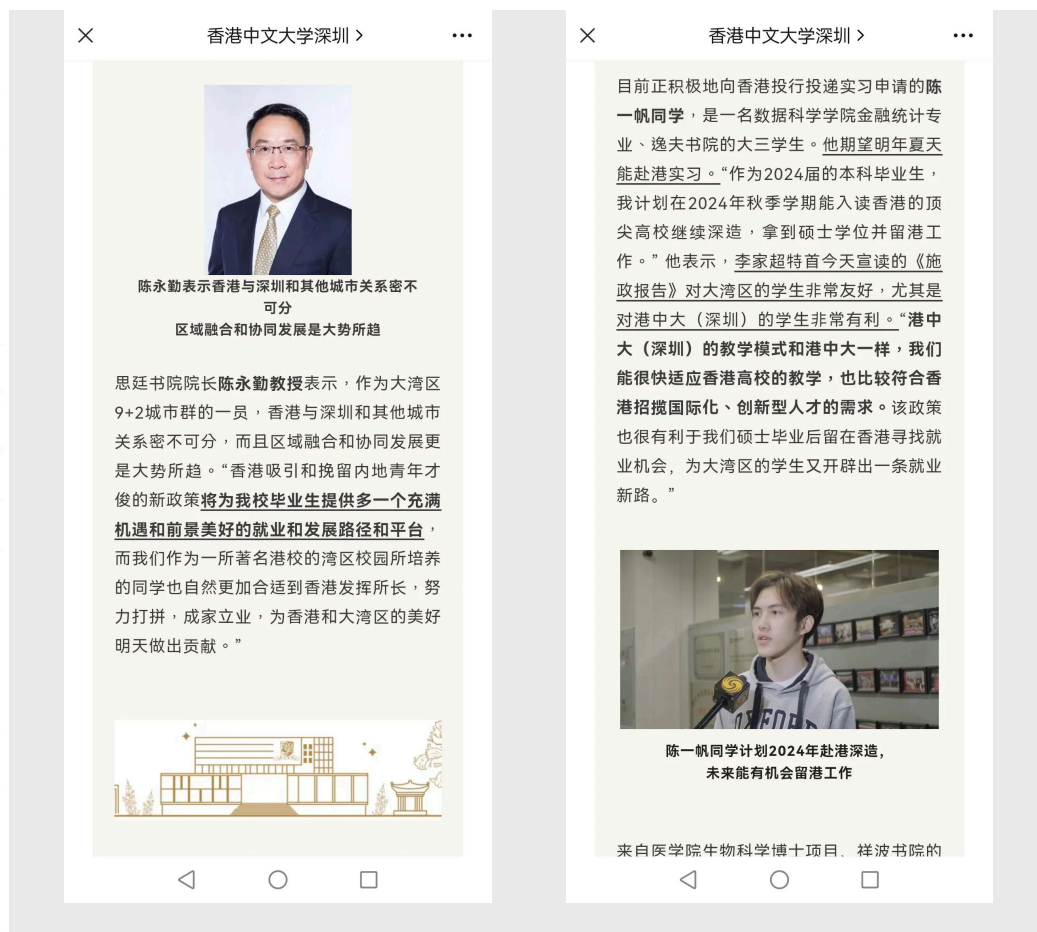 香港中文大学深圳
陈永勤表示香港与深圳和其他城市关系密不
可分
区域融合和协同发展是大势所趋
思廷书院院长陈永勤教授表示，作为大湾区
9+2城市群的一员，香港与深圳和其他城市
关系密不可分，而且区域融合和协同发展更
是大势所趋。“香港吸引和挽留内地青年才
俊的新政策将为我校毕业生提供多一个充满
机遇和前景美好的就业和发展路径和平台，
而我们作为一所著名港校的湾区校园所培养
的同学也自然更加合适到香港发挥所长，努
力打拼，成家立业，为香港和大湾区的美好
明天做出贡献。”
香港中文大学深圳
目前正积极地向香港投行投递实习申请的陈
一帆同学，是一名数据科学学院金融统计专
业、逸夫书院的大三学生。他期望明年夏天
能赴港实习。“作为2024届的本科毕业生，
我计划在2024年秋季学期能入读香港的顶
尖高校继续深造，拿到硕士学位并留港工
作。” 他表示，李家超特首今天宣读的《施
政报告》对大湾区的学生非常友好，尤其是
对港中大（深圳）的学生非常有利。“港中
大（深圳）的教学模式和港中大一样，我们
能很快适应香港高校的教学，也比较符合香
港招揽国际化、创新型人才的需求。该政策
也很有利于我们硕士毕业后留在香港寻找就
业机会，为大湾区的学生又开辟出一条就业
新路。”
OXFORD
陈一帆同学计划2024年赴港深造，
未来能有机会留港工作
来自医学院生物科学博士项目、祥波书院的